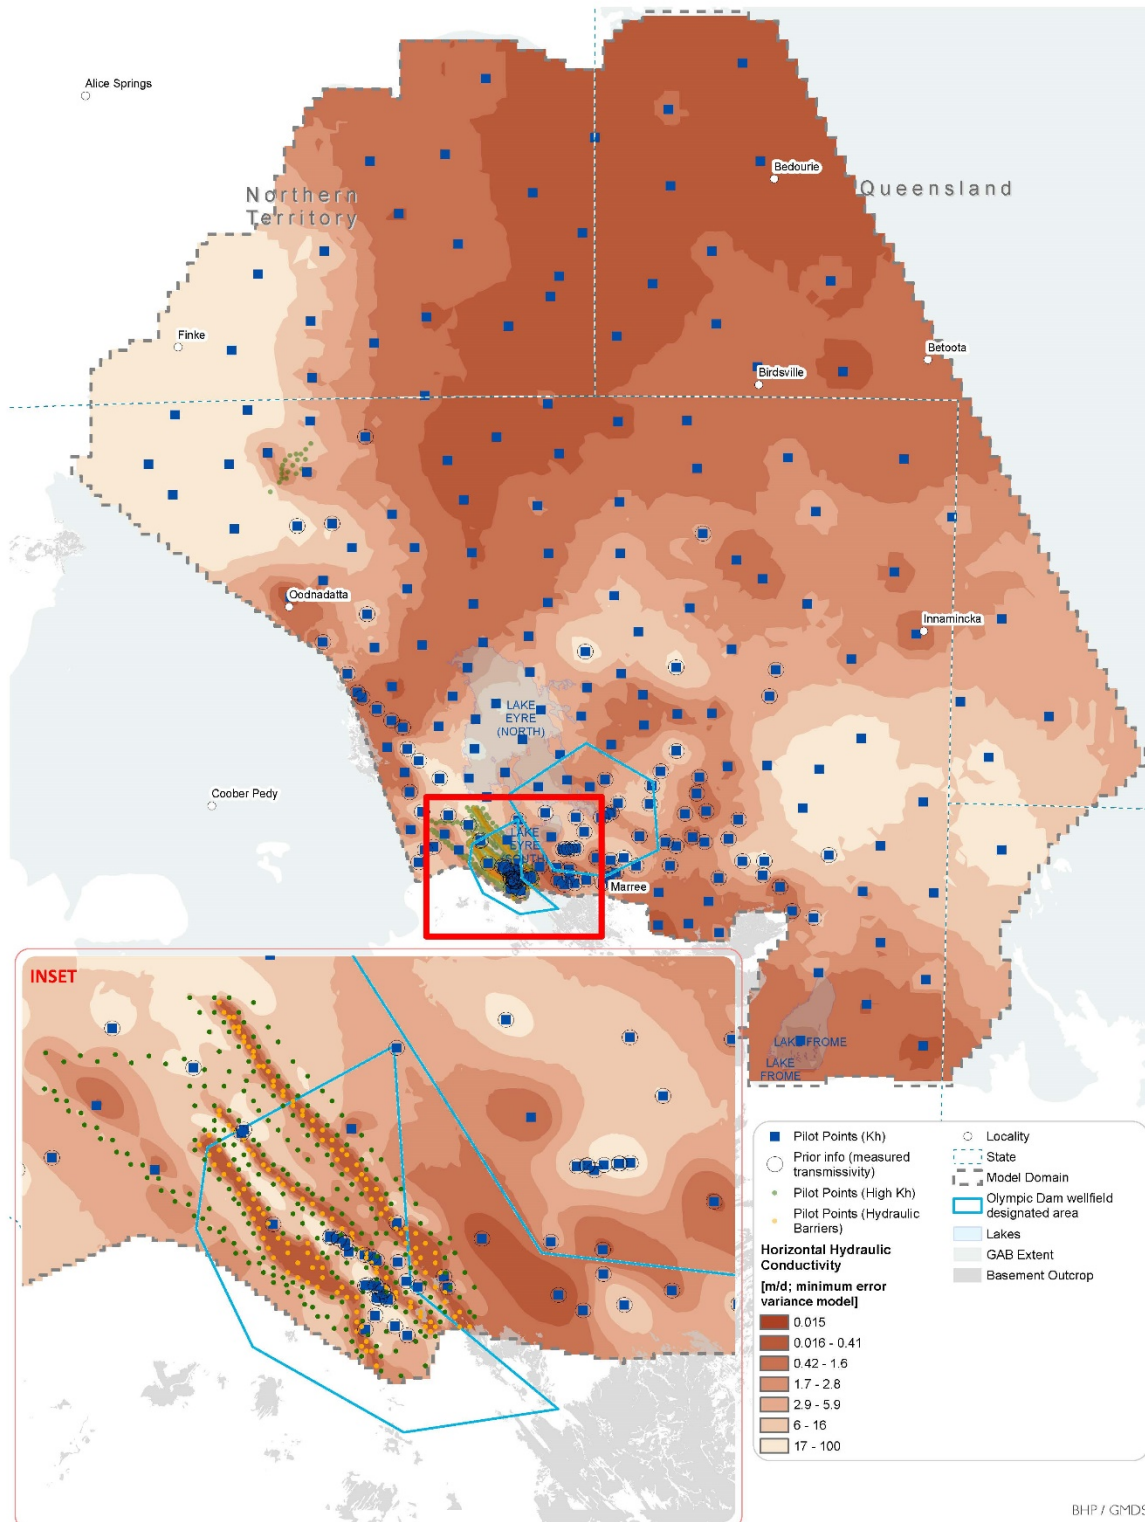 Alice Springs
Northern
Territory
Bedourie
Queensland
Finke
Betoota
Birdsville
Oodnadatta
Innamincka
LAKE
EYRE
(NORTH)
Coober Pedy
LAKE
EYRE
(SOUTH)
Marree
INSET
LAKE FROME
LAKE
FROME
Pilot Points (Kh)
Prior info (measured
transmissivity)
Pilot Points (High Kh)
Pilot Points (Hydraulic
Barriers)
Horizontal Hydraulic
Conductivity
[m/d; minimum error
variance model]
0.015
0.016 - 0.41
0.42 - 1.6
1.7 - 2.8
2.9 - 5.9
6 - 16
17 - 100
Locality
State
Model Domain
Olympic Dam wellfield
designated area
Lakes
GAB Extent
Basement Outcrop
BHP / GMDS